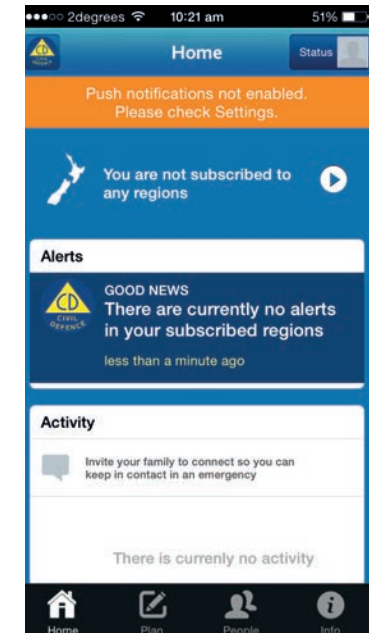 2degrees 10:21 am 51%
Home
Status
Push notifications not enabled.
Please check Settings.
You are not subscribed to
any regions
Alerts
CD
CIVIL
DEFENCE
GOOD NEWS
There are currently no alerts
in your subscribed regions
less than a minute ago
Activity
Invite your family to connect so you can
keep in contact in an emergency
There is currenly no activity
Home Plan People Info